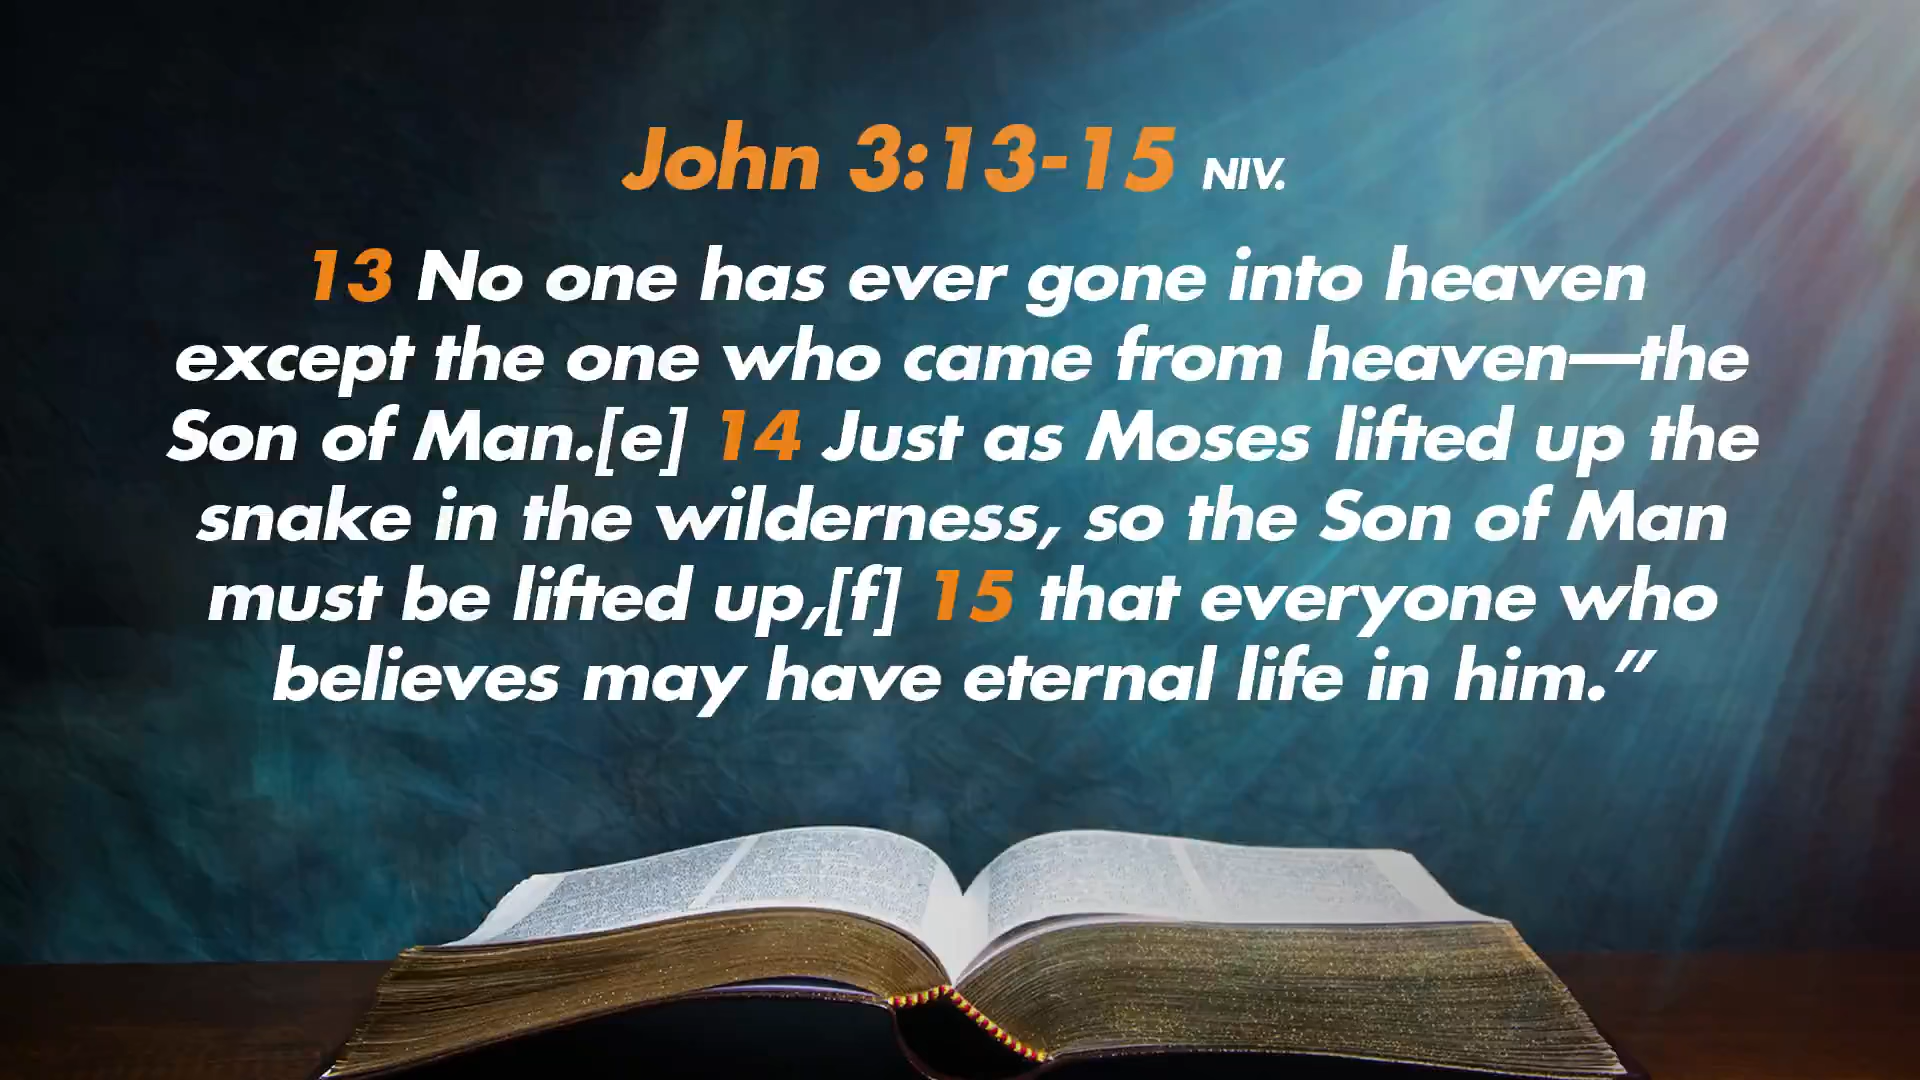 John 3:13-15 NIV.
13 No one has ever gone into heaven
except the one who came from heaven—the
Son of Man.[e] 14 Just as Moses lifted up the
snake in the wilderness, so the Son of Man
must be lifted up,[f] 15 that everyone who
believes may have eternal life in him.”